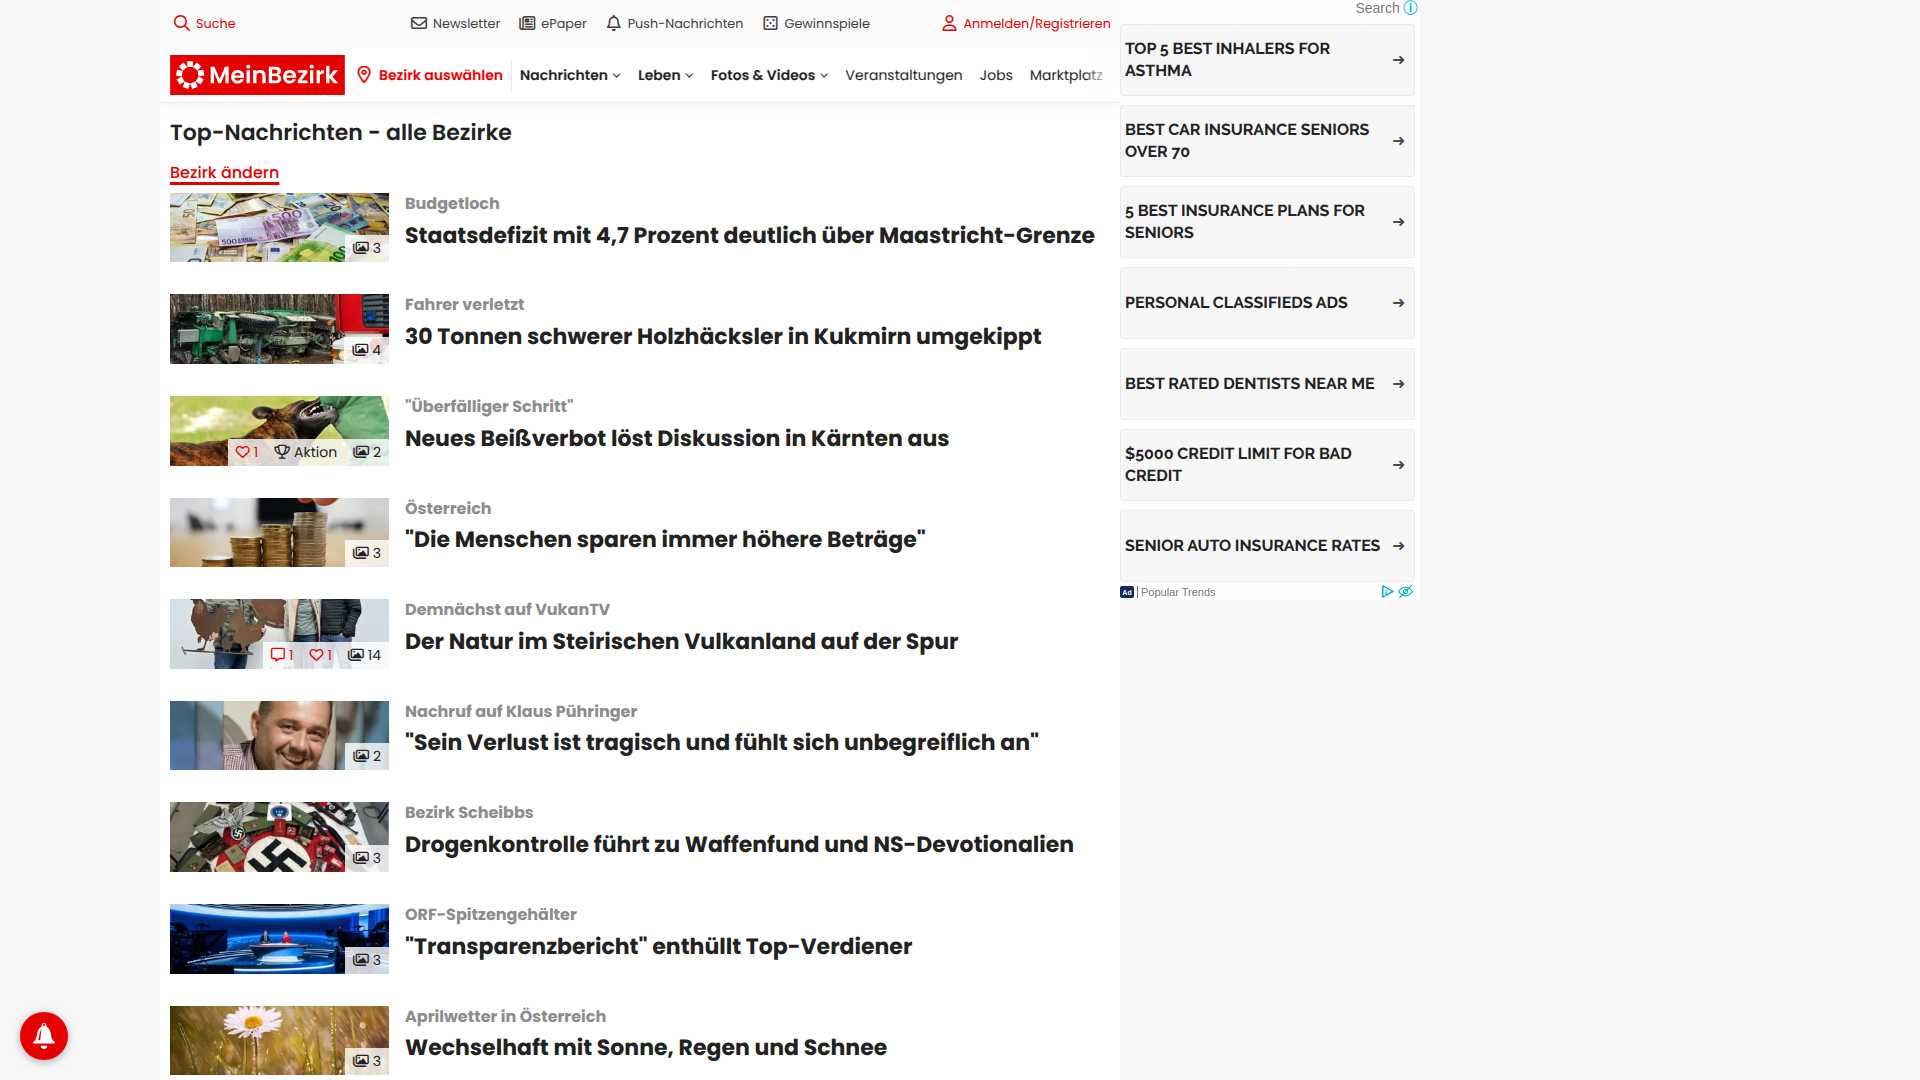 Suche
Newsletter
ePaper
Push-Nachrichten
Gewinnspiele
Anmelden/Registrieren
MeinBezirk
Bezirk auswählen
Nachrichten
Leben
Fotos & Videos
Veranstaltungen
Jobs
Marktplatz
Top-Nachrichten - alle Bezirke
Bezirk ändern
3
Budgetloch
Staatsdefizit mit 4,7 Prozent deutlich über Maastricht-Grenze
4
Fahrer verletzt
30 Tonnen schwerer Holzhäcksler in Kukmirn umgekippt
1
Aktion
2
"Überfälliger Schritt"
Neues Beißverbot löst Diskussion in Kärnten aus
3
Österreich
"Die Menschen sparen immer höhere Beträge"
1
1
14
Demnächst auf VukanTV
Der Natur im Steirischen Vulkanland auf der Spur
2
Nachruf auf Klaus Pühringer
"Sein Verlust ist tragisch und fühlt sich unbegreiflich an"
3
Bezirk Scheibbs
Drogenkontrolle führt zu Waffenfund und NS-Devotionalien
3
ORF-Spitzengehälter
"Transparenzbericht" enthüllt Top-Verdiener
3
Aprilwetter in Österreich
Wechselhaft mit Sonne, Regen und Schnee
Search
TOP 5 BEST INHALERS FOR
ASTHMA
BEST CAR INSURANCE SENIORS
OVER 70
5 BEST INSURANCE PLANS FOR
SENIORS
PERSONAL CLASSIFIEDS ADS
BEST RATED DENTISTS NEAR ME
$5000 CREDIT LIMIT FOR BAD
CREDIT
SENIOR AUTO INSURANCE RATES
Ad
Popular Trends